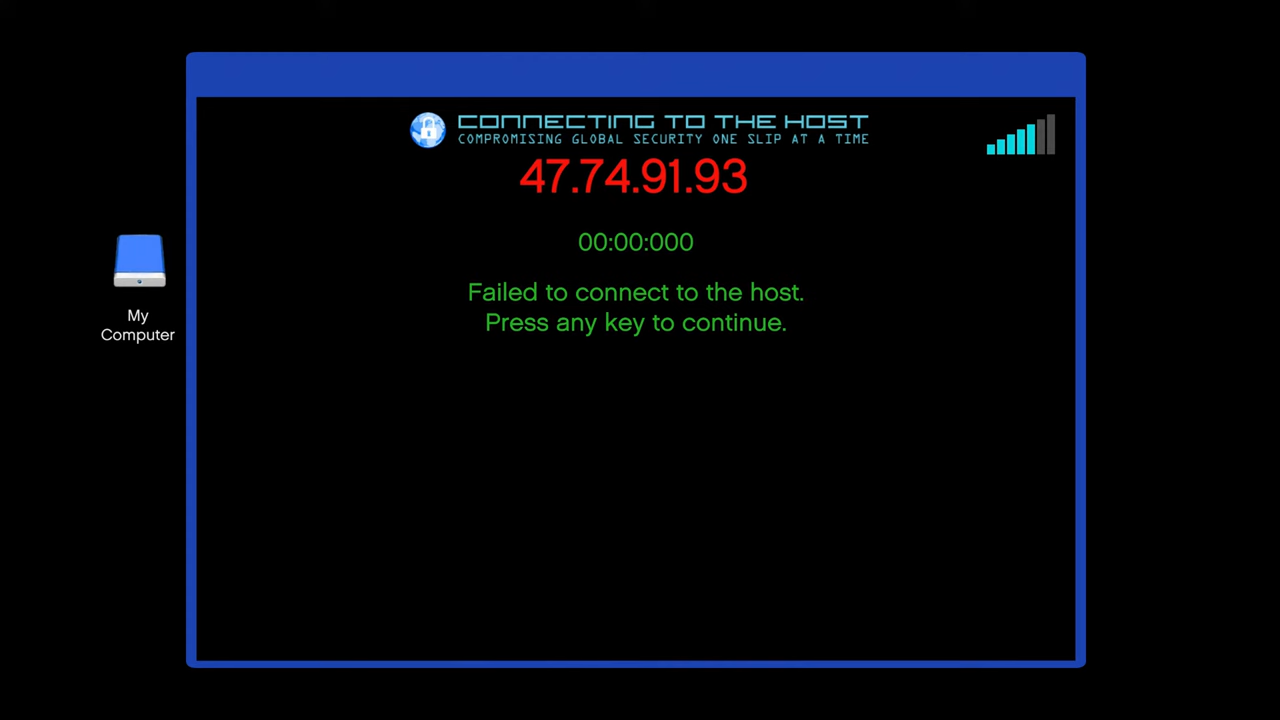 CONNECTING TO THE HOST
COMPROMISING GLOBAL SECURITY ONE SLIP AT A TIME
47.74.91.93
00:00:000
Failed to connect to the host.
Press any key to continue.
My
Computer